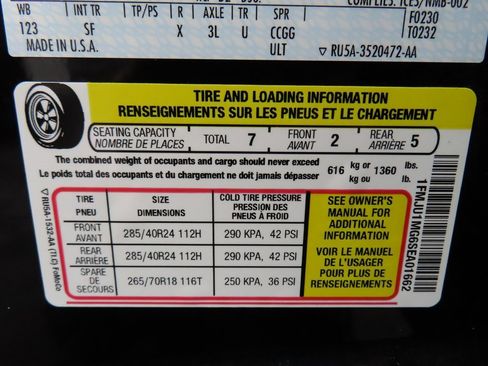 COMPLIES: ICES/NMB-002
WB INT TR TP/PS R AXLE TR SPR F0230
123 SF X 3L U CCGG T0232
MADE IN U.S.A. ULT ▽ RU5A-3520472-AA
TIRE AND LOADING INFORMATION
RENSEIGNEMENTS SUR LES PNEUS ET LE CHARGEMENT
SEATING CAPACITY TOTAL 7 FRONT 2 REAR 5
NOMBRE DE PLACES AVANT ARRIÈRE
The combined weight of occupants and cargo should never exceed 616 kg or 1360 lbs.
Le poids total des occupants et du chargement ne doit jamais dépasser kg ou lb.
TIRE SIZE COLD TIRE PRESSURE
PNEU DIMENSIONS PRESSION DES PNEUS À FROID
FRONT
AVANT 285/40R24 112H 290 KPA, 42 PSI
REAR
ARRIÈRE 285/40R24 112H 290 KPA, 42 PSI
SPARE
DE SECOURS 265/70R18 116T 250 KPA, 36 PSI
SEE OWNER'S
MANUAL FOR
ADDITIONAL
INFORMATION
VOIR LE MANUEL
DE L'USAGER
POUR PLUS DE
RENSEIGNEMENTS
▽ RU5A-1532-AA (TLC) FoMoCo
1FMJU1MG6SEA01662